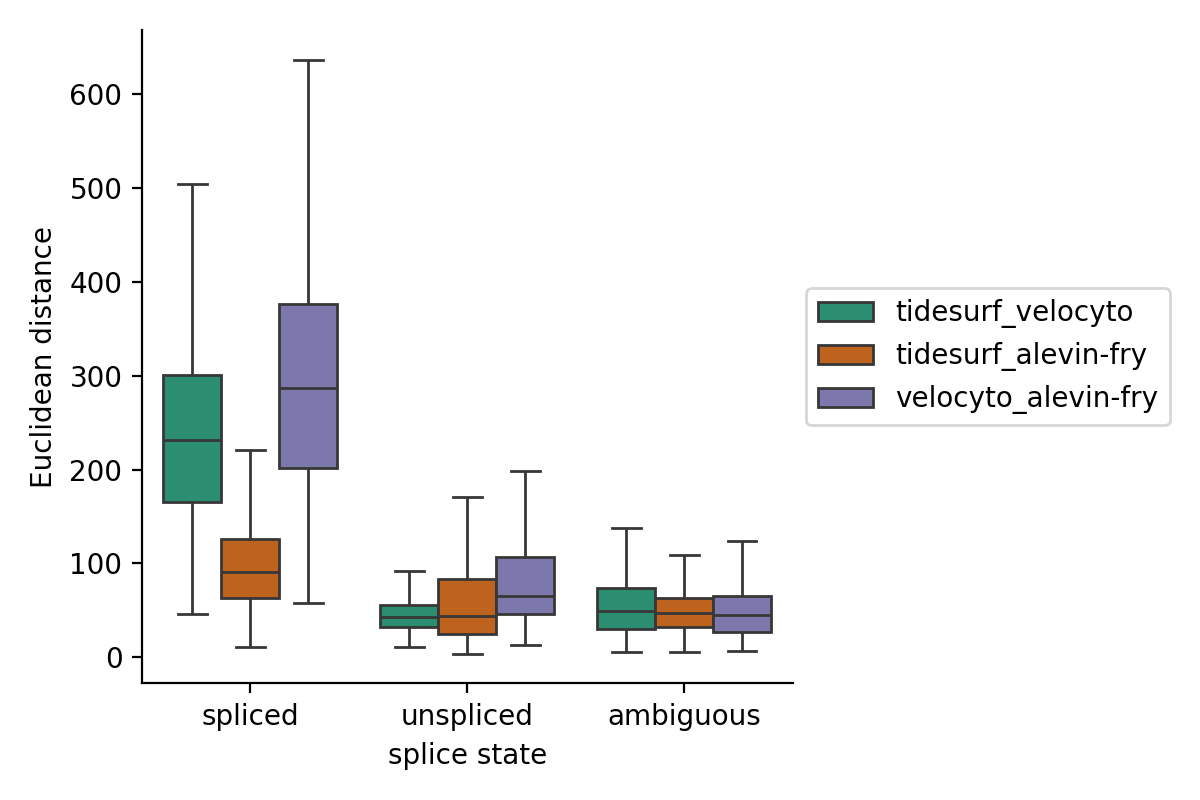 600
500
400
300
200
100
0
Euclidean distance
spliced
unspliced
ambiguous
splice state
tidesurf_velocyto
tidesurf_alevin-fry
velocyto_alevin-fry